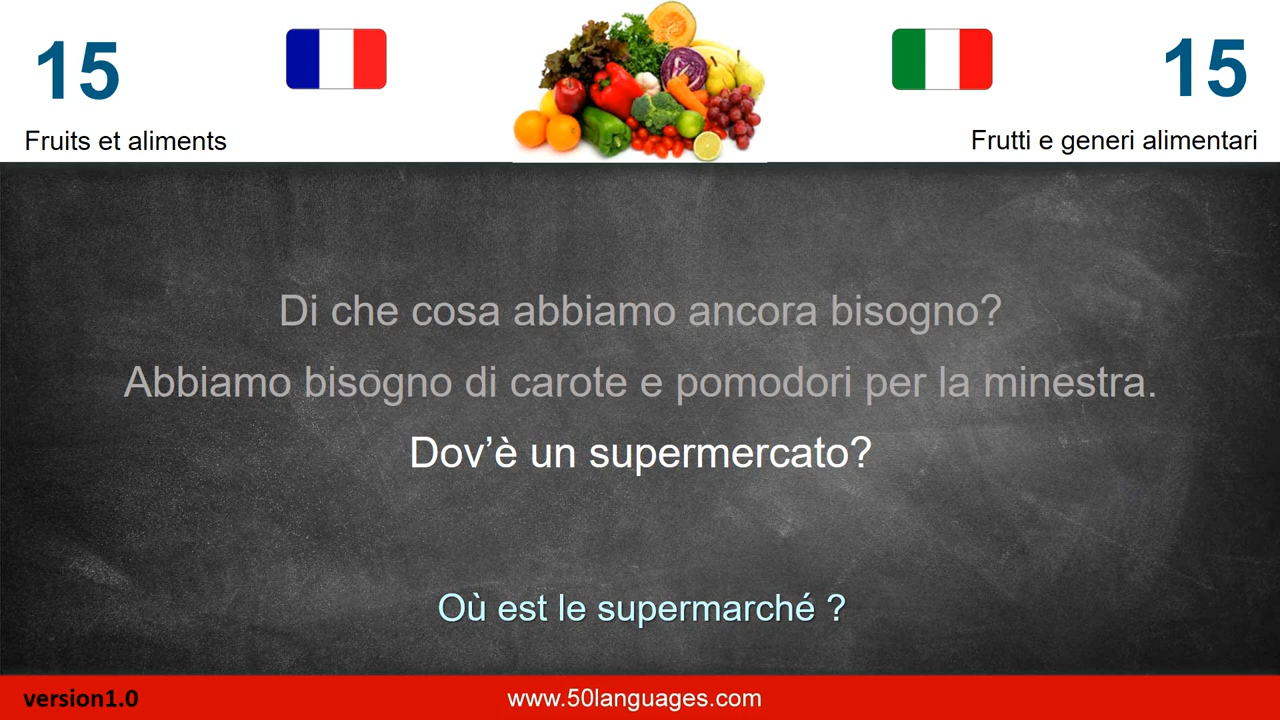 15
15
Fruits et aliments
Frutti e generi alimentari
Di che cosa abbiamo ancora bisogno?
Abbiamo bisogno di carote e pomodori per la minestra.
Dov’è un supermercato?
Où est le supermarché ?
version1.0
www.50languages.com